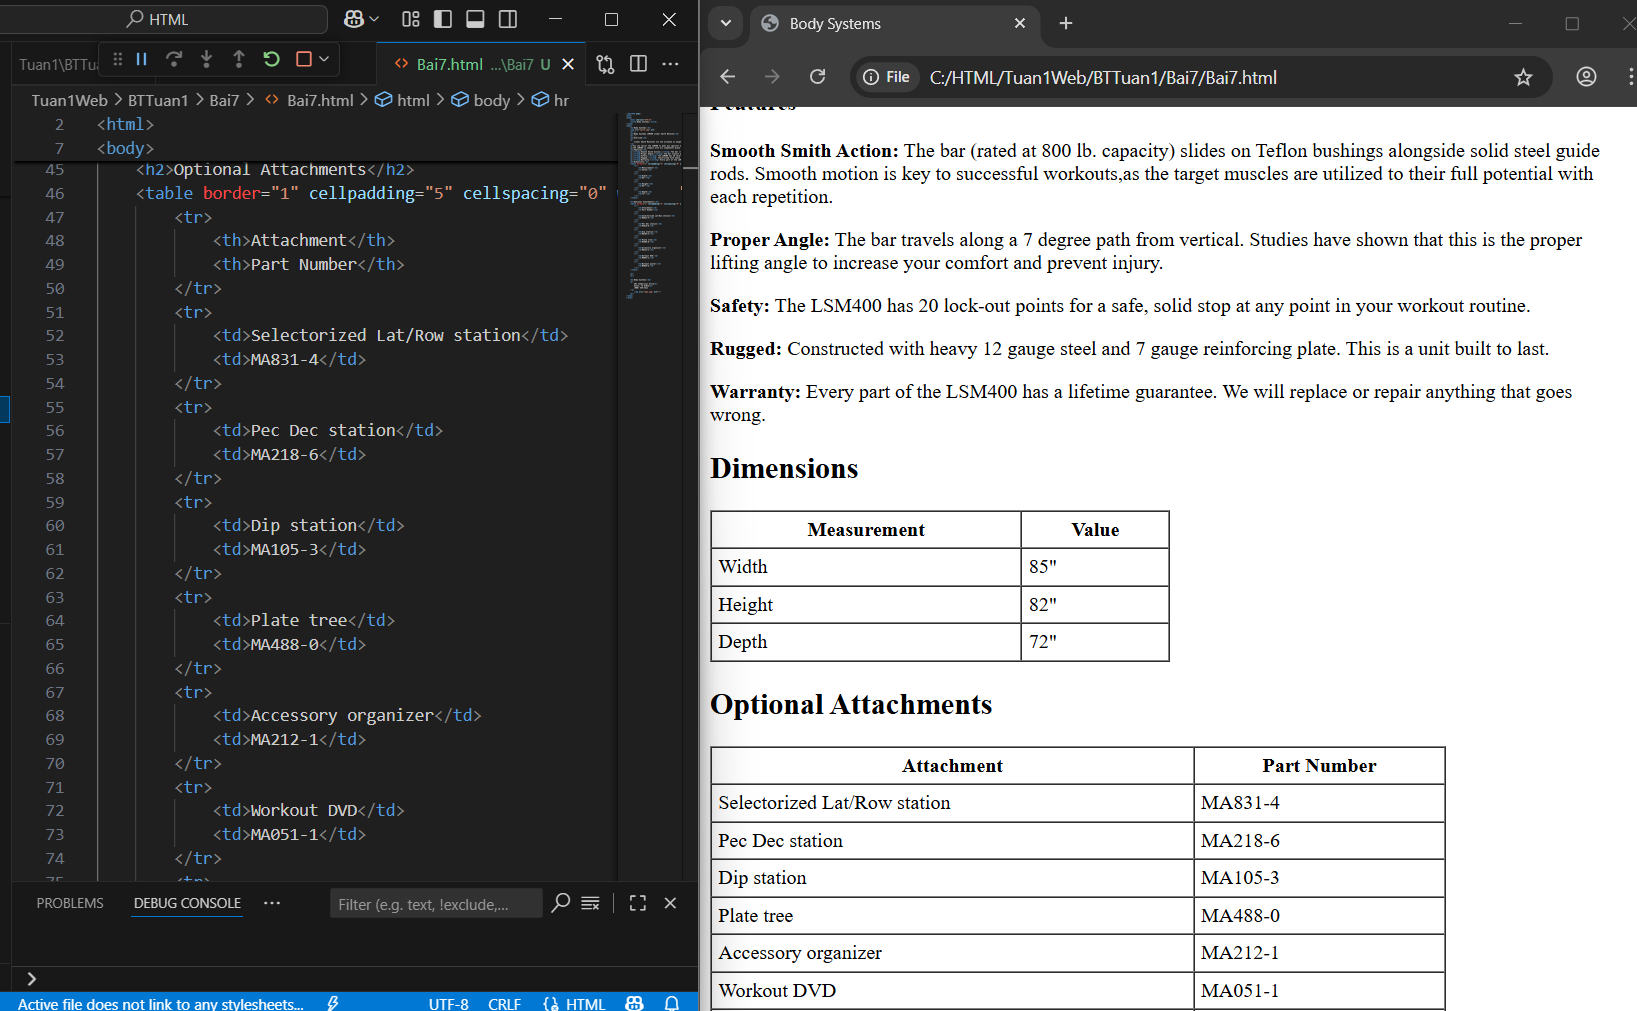 HTML
Tuan1\BTTu
Bai7.html ...\Bai7 U
Tuan1Web > BTTuan1 > Bai7 > <> Bai7.html > html > body > hr
2 <html>
7 <body>
45 <h2>Optional Attachments</h2>
46 <table border="1" cellpadding="5" cellspacing="0"
47 <tr>
48 <th>Attachment</th>
49 <th>Part Number</th>
50 </tr>
51 <tr>
52 <td>Selectorized Lat/Row station</td>
53 <td>MA831-4</td>
54 </tr>
55 <tr>
56 <td>Pec Dec station</td>
57 <td>MA218-6</td>
58 </tr>
59 <tr>
60 <td>Dip station</td>
61 <td>MA105-3</td>
62 </tr>
63 <tr>
64 <td>Plate tree</td>
65 <td>MA488-0</td>
66 </tr>
67 <tr>
68 <td>Accessory organizer</td>
69 <td>MA212-1</td>
70 </tr>
71 <tr>
72 <td>Workout DVD</td>
73 <td>MA051-1</td>
74 </tr>
75 <tr>
PROBLEMS DEBUG CONSOLE ...
Filter (e.g. text, !exclude,...
Active file does not link to any stylesheets... UTF-8 CRLF HTML
Body Systems
File C:/HTML/Tuan1Web/BTTuan1/Bai7/Bai7.html
Features
Smooth Smith Action: The bar (rated at 800 lb. capacity) slides on Teflon bushings alongside solid steel guide
rods. Smooth motion is key to successful workouts,as the target muscles are utilized to their full potential with
each repetition.
Proper Angle: The bar travels along a 7 degree path from vertical. Studies have shown that this is the proper
lifting angle to increase your comfort and prevent injury.
Safety: The LSM400 has 20 lock-out points for a safe, solid stop at any point in your workout routine.
Rugged: Constructed with heavy 12 gauge steel and 7 gauge reinforcing plate. This is a unit built to last.
Warranty: Every part of the LSM400 has a lifetime guarantee. We will replace or repair anything that goes
wrong.
Dimensions
Measurement Value
Width 85"
Height 82"
Depth 72"
Optional Attachments
Attachment Part Number
Selectorized Lat/Row station MA831-4
Pec Dec station MA218-6
Dip station MA105-3
Plate tree MA488-0
Accessory organizer MA212-1
Workout DVD MA051-1